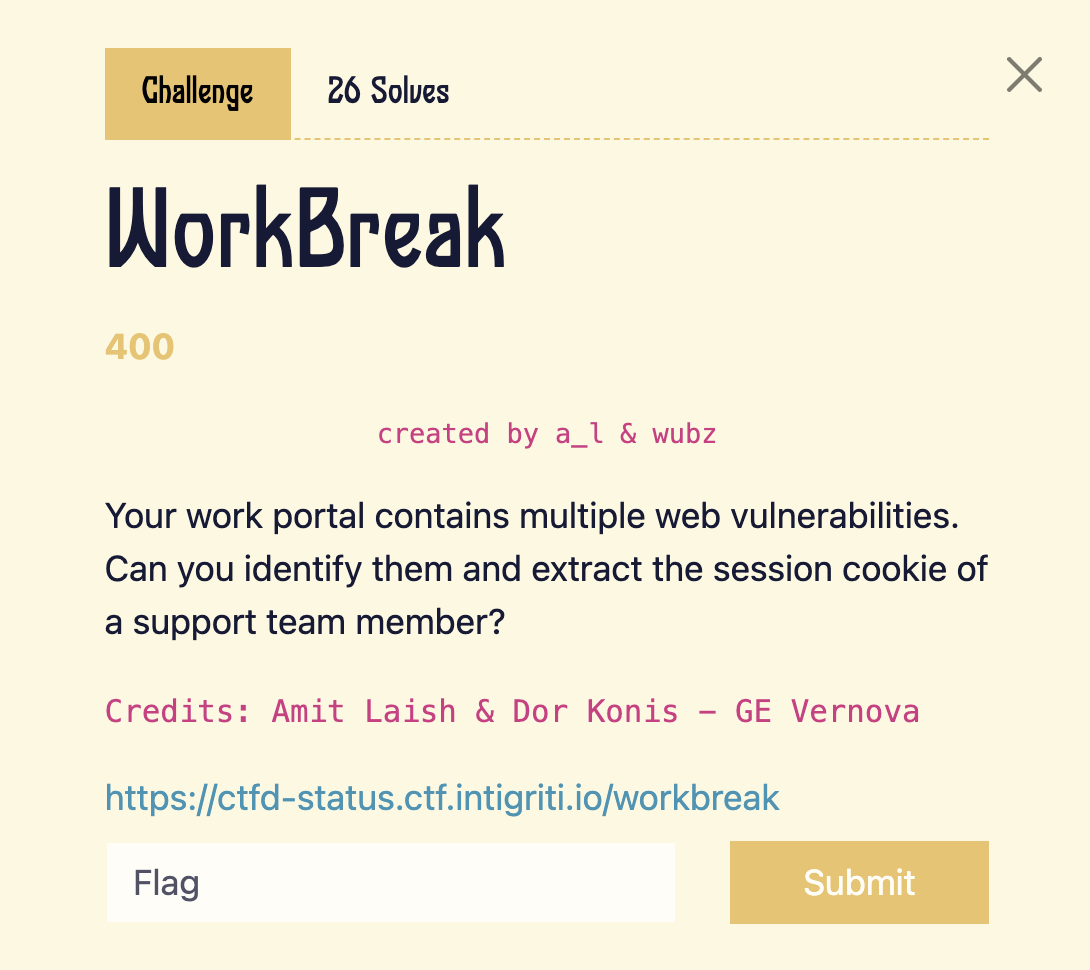 Challenge
26 Solves
WorkBreak
400
created by a_l & wubz
Your work portal contains multiple web vulnerabilities.
Can you identify them and extract the session cookie of
a support team member?
Credits: Amit Laish & Dor Konis – GE Vernova
https://ctfd-status.ctf.intigriti.io/workbreak
Flag
Submit